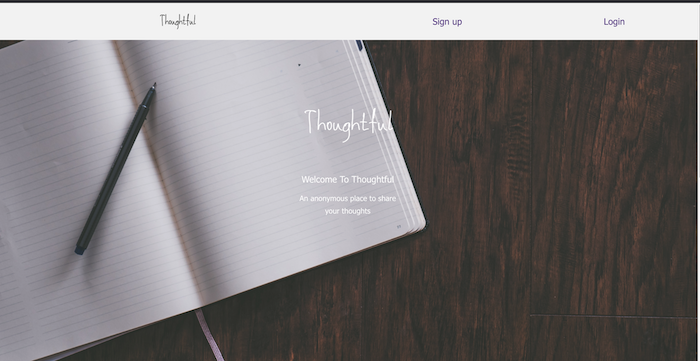 Thoughtful
Sign up
Login
Thoughtful
Welcome To Thoughtful
An anonymous place to share
your thoughts